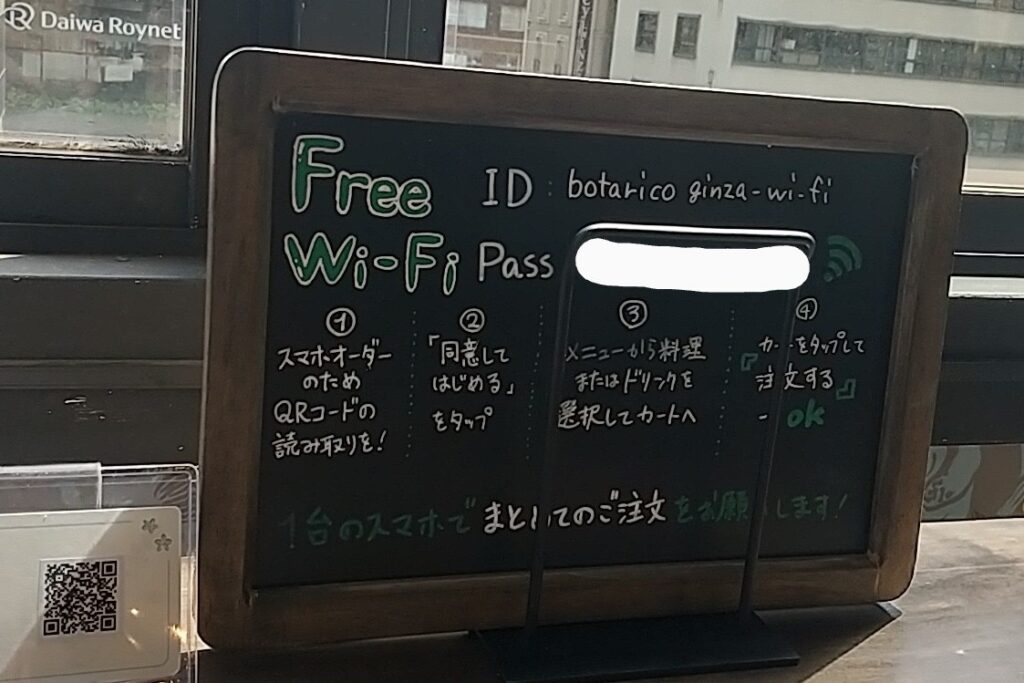 Daiwa Roynet
Free ID : botarico ginza-wi-fi
Wi-Fi Pass
①
スマホオーダー
のため
QRコードの
読み取りを!
②
「同意して
はじめる」
をタップ
③
メニューから料理
またはドリンクを
選択してカートへ
④
カートをタップして
『注文する』
- ok
1台のスマホでまとめてのご注文をお願いします!